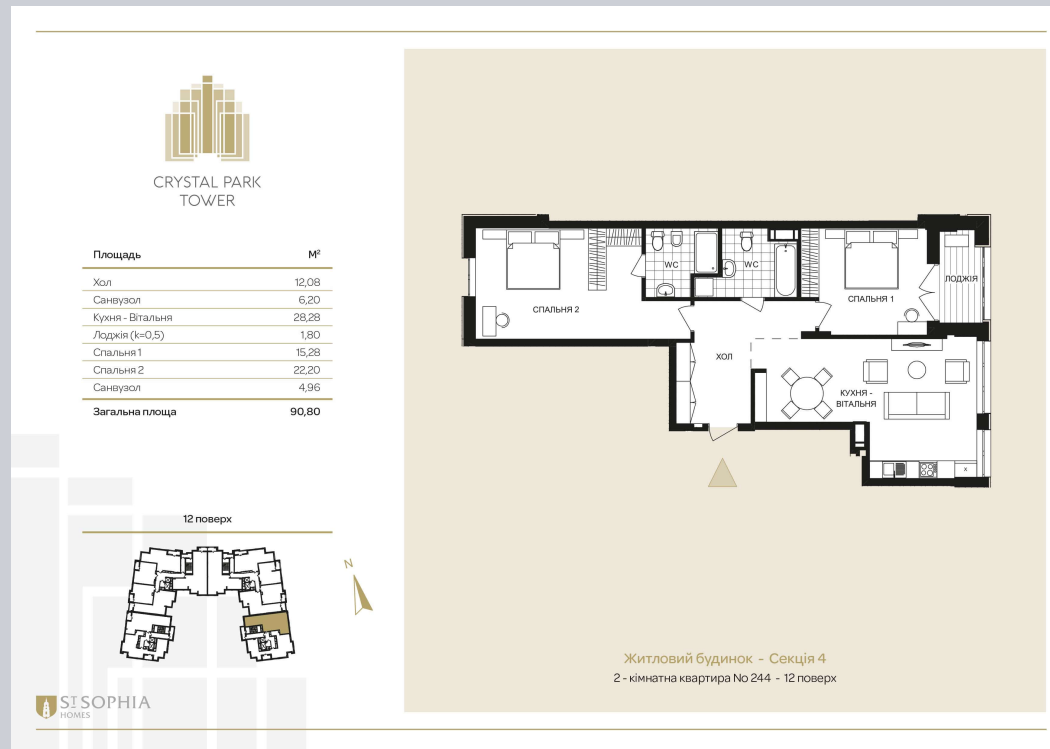 CRYSTAL PARK
TOWER
Площадь М²
Хол 12,08
Санвузол 6,20
Кухня - Вітальня 28,28
Лоджія (k=0,5) 1,80
Спальня 1 15,28
Спальня 2 22,20
Санвузол 4,96
Загальна площа 90,80
12 поверх
N
ST SOPHIA
HOMES
WC
WC
ЛОДЖІЯ
СПАЛЬНЯ 1
СПАЛЬНЯ 2
ХОЛ
КУХНЯ -
ВІТАЛЬНЯ
x
Житловий будинок - Секція 4
2 - кімнатна квартира No 244 - 12 поверх